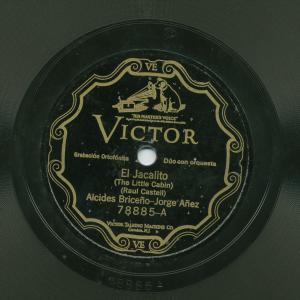 VE
"HIS MASTER'S VOICE"
VICTOR
Grabación Ortofónica
Dúo con orquesta
El Jacalito
(The Little Cabin)
(Raul Castell)
Alcides Briceño-Jorge Añez
78885-A
VICTOR TALKING MACHINE CO.
Camden, N.J.
VE